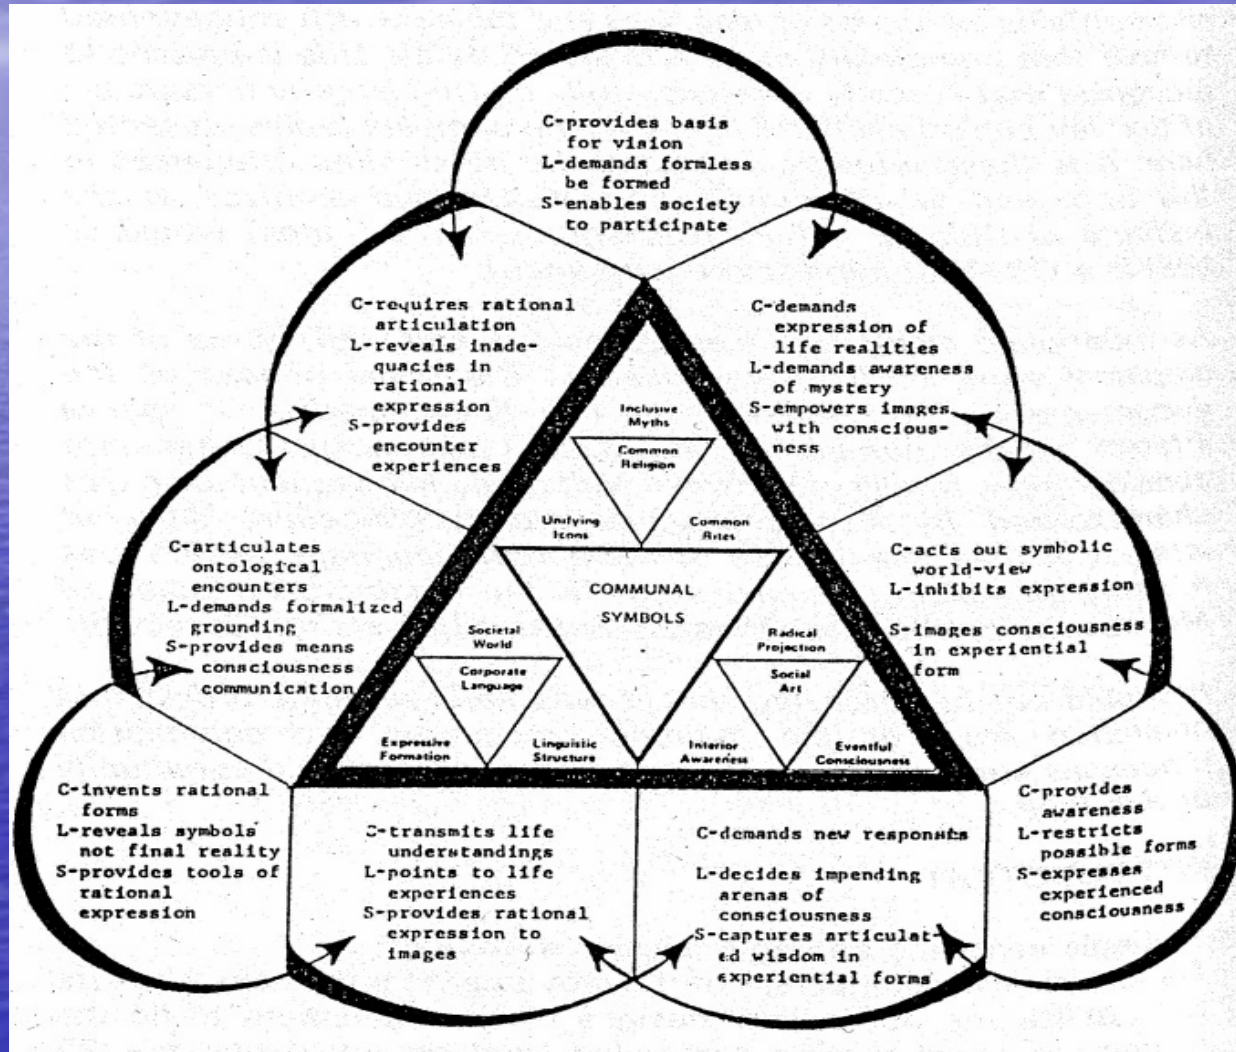 C-provides basis
for vision
L-demands formless
be formed
S-enables society
to participate
C-requires rational
articulation
L-reveals inade-
quacies in
rational
expression
S-provides
encounter
experiences
C-demands
expression of
life realities
L-demands awareness
of mystery
S-empowers images
with conscious-
ness
Inclusive
Myths
Common
Religion
Unifying
Icons
Common
Rites
C-articulates
ontological
encounters
L-demands formalized
grounding
S-provides means
consciousness
communication
COMMUNAL
SYMBOLS
C-acts out symbolic
world-view
L-inhibits expression
S-images consciousness
in experiential
form
Societal
World
Corporate
Language
Expressive
Formation
Linguistic
Structure
Radical
Projection
Social
Art
Interior
Awareness
Eventful
Consciousness
C-invents rational
forms
L-reveals symbols
not final reality
S-provides tools of
rational
expression
C-transmits life
understandings
L-points to life
experiences
S-provides rational
expression to
images
C-demands new responses
L-decides impending
arenas of
consciousness
S-captures articulat-
ed wisdom in
experiential forms
C-provides
awareness
L-restricts
possible forms
S-expresses
experienced
consciousness